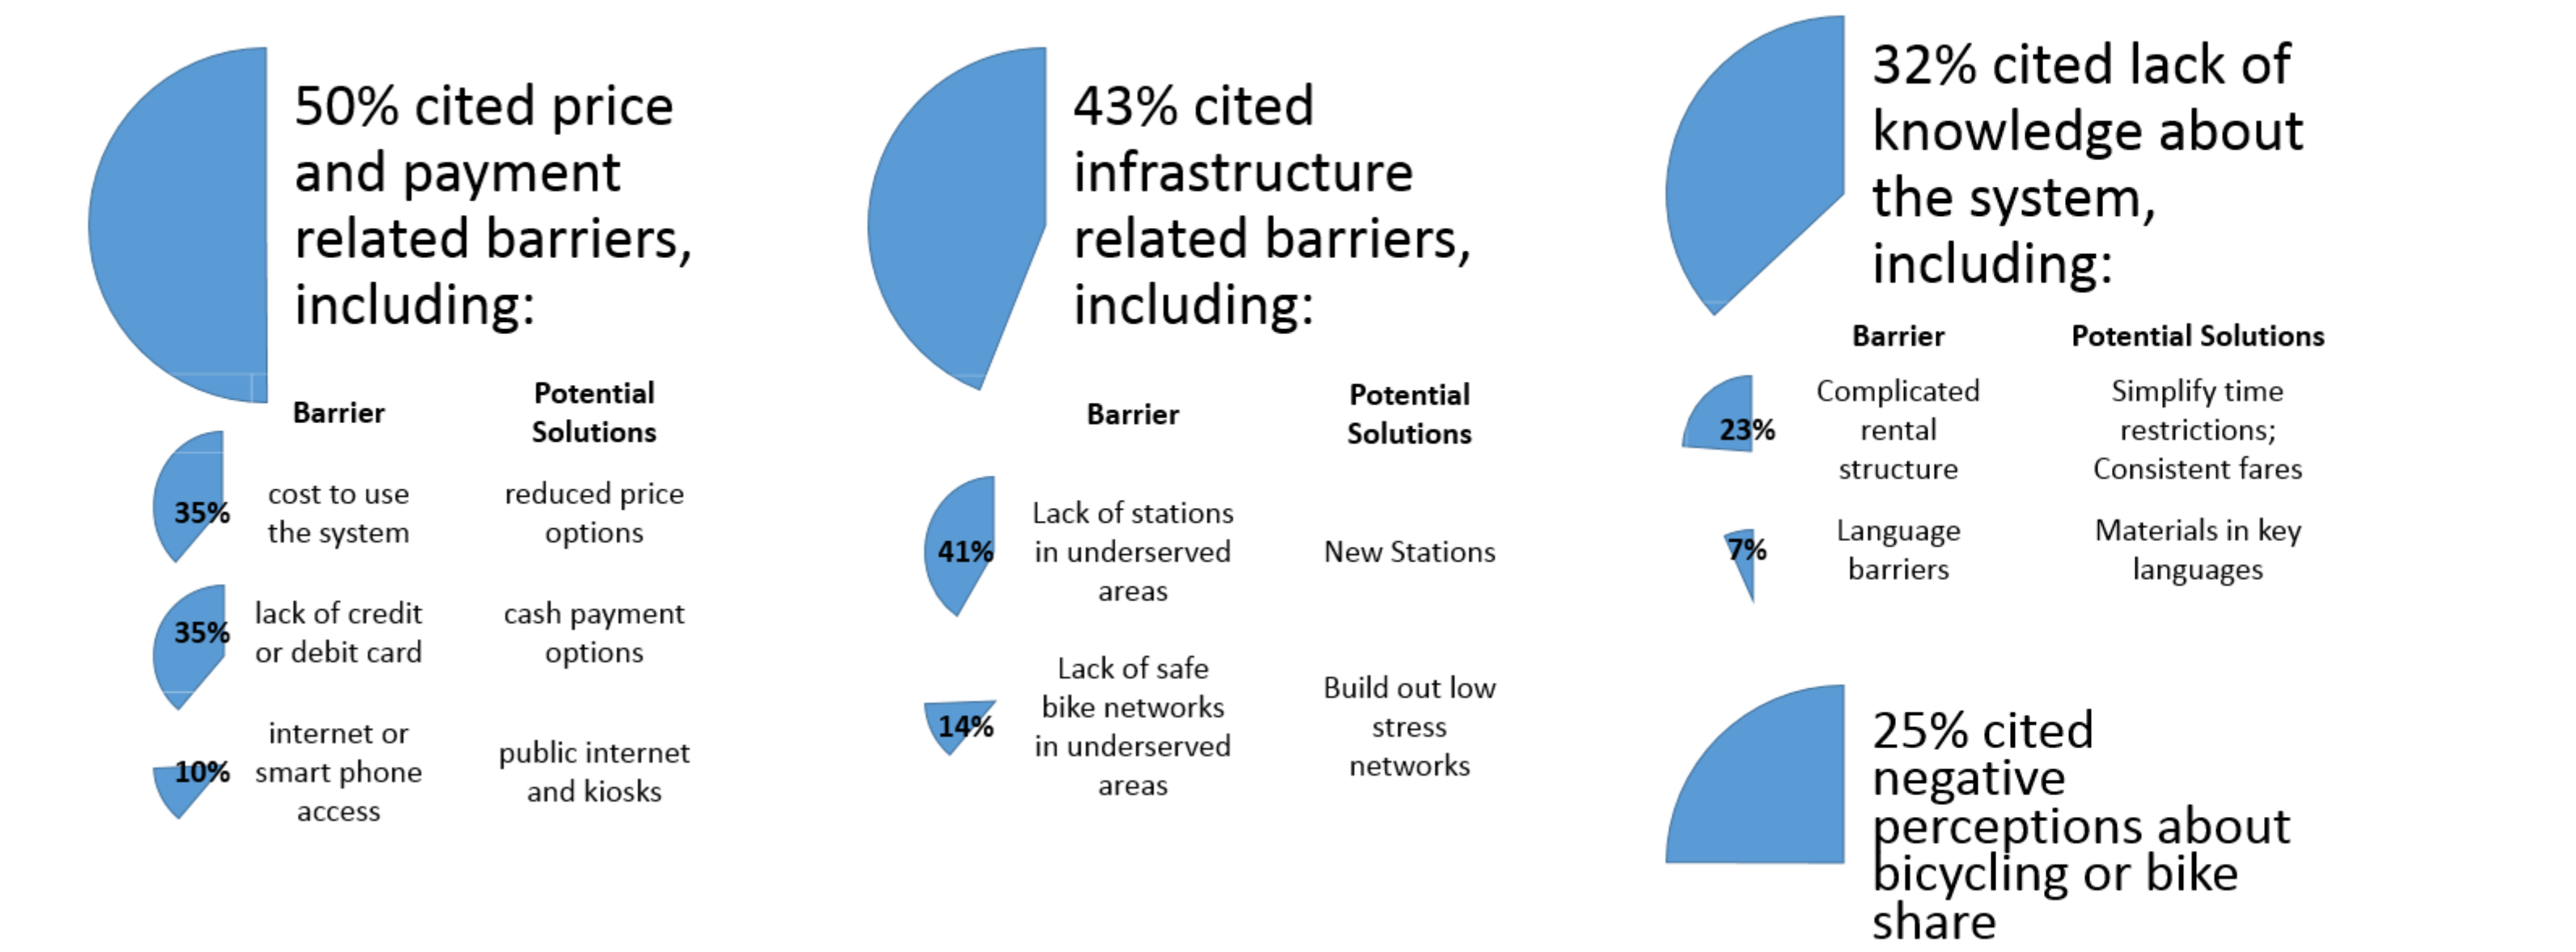 50% cited price
and payment
related barriers,
including:
Barrier
Potential
Solutions
35%
cost to use
the system
reduced price
options
35%
lack of credit
or debit card
cash payment
options
10%
internet or
smart phone
access
public internet
and kiosks
43% cited
infrastructure
related barriers,
including:
Barrier
Potential
Solutions
41%
Lack of stations
in underserved
areas
New Stations
14%
Lack of safe
bike networks
in underserved
areas
Build out low
stress
networks
32% cited lack of
knowledge about
the system,
including:
Barrier
Potential Solutions
23%
Complicated
rental
structure
Simplify time
restrictions;
Consistent fares
7%
Language
barriers
Materials in key
languages
25% cited
negative
perceptions about
bicycling or bike
share